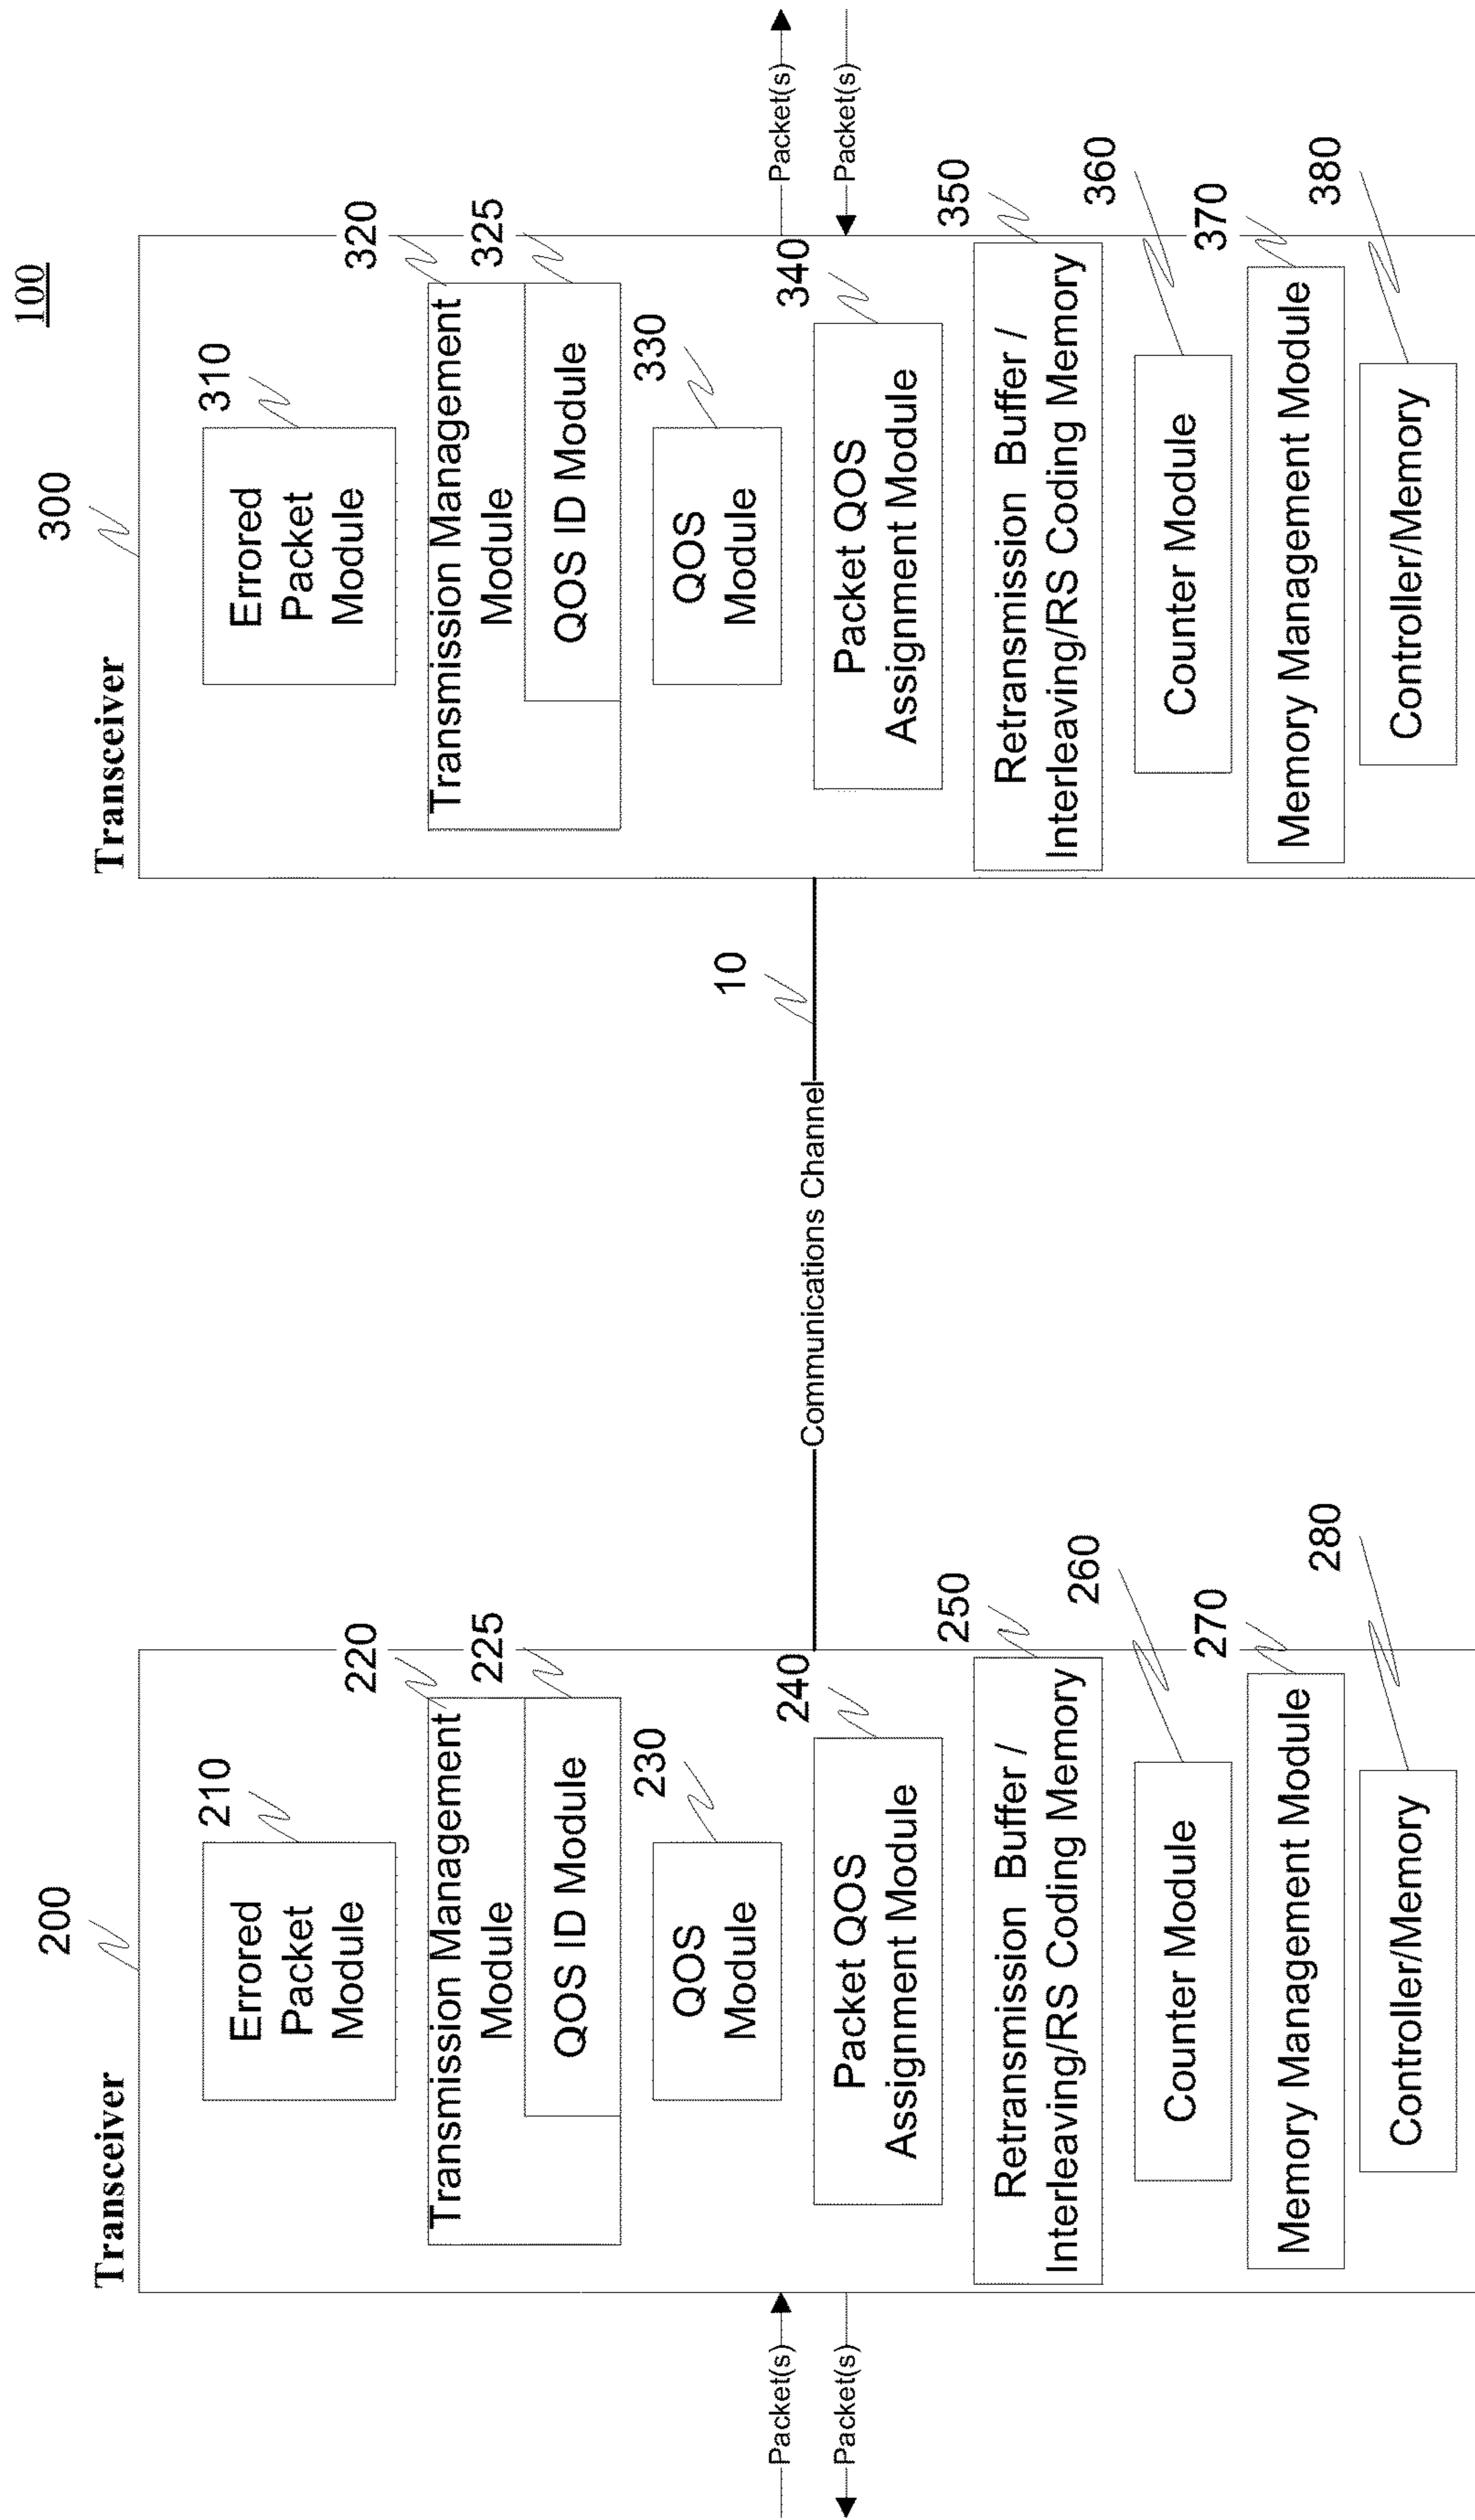 100
200
Transceiver
210
Errored
Packet
Module
220
Transmission Management
Module
225
QOS ID Module
230
QOS
Module
240
Packet QOS
Assignment Module
250
Retransmission Buffer /
Interleaving/RS Coding Memory
260
Counter Module
270
Memory Management Module
280
Controller/Memory
Packet(s)
Packet(s)
10
Communications Channel
300
Transceiver
310
Errored
Packet
Module
320
Transmission Management
Module
325
QOS ID Module
330
QOS
Module
340
Packet QOS
Assignment Module
350
Retransmission Buffer /
Interleaving/RS Coding Memory
360
Counter Module
370
Memory Management Module
380
Controller/Memory
Packet(s)
Packet(s)